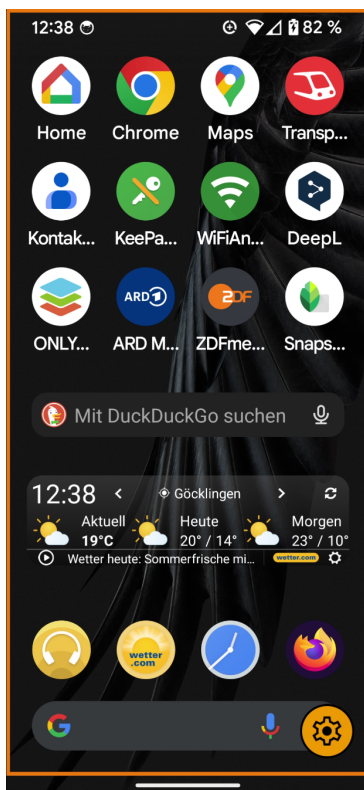 12:38 82 %
Home Chrome Maps Transp...
Kontak... KeePa... WiFiAn... DeepL
ONLY... ARD M... ZDFme... Snaps...
ARD 1 ZDF
Mit DuckDuckGo suchen
12:38 < Göcklingen >
Aktuell Heute Morgen
19°C 20° / 14° 23° / 10°
Wetter heute: Sommerfrische mi... wetter.com
wetter
.com
G